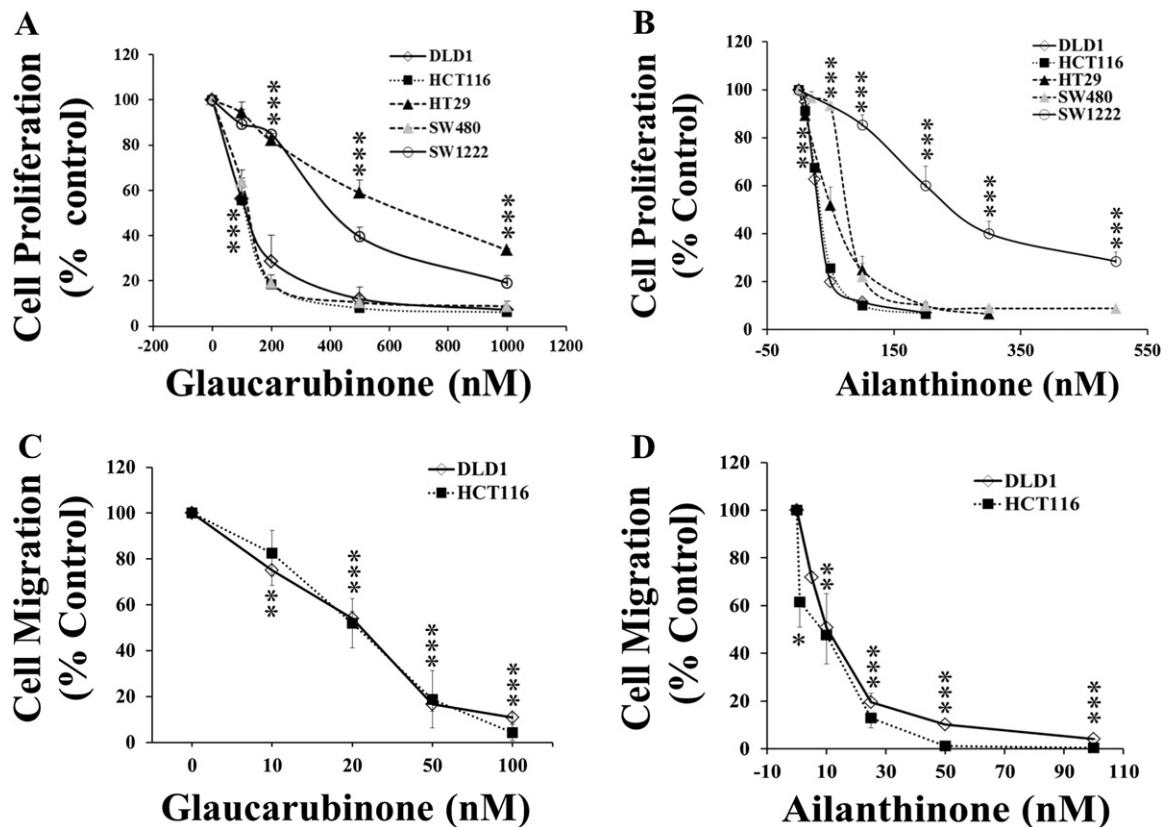 A
Cell Proliferation
(% control)
120
100
80
60
40
20
0
-200
0
200
400
600
800
1000
1200
Glaucarubinone (nM)
DLD1
HCT116
HT29
SW480
SW1222
***
***
***
***
B
Cell Proliferation
(% Control)
120
100
80
60
40
20
0
-50
150
350
550
Ailanthinone (nM)
DLD1
HCT116
HT29
SW480
SW1222
***
***
***
***
***
***
C
Cell Migration
(% Control)
120
100
80
60
40
20
0
0
10
20
50
100
Glaucarubinone (nM)
DLD1
HCT116
**
***
***
***
D
Cell Migration
(% Control)
120
100
80
60
40
20
0
-10
10
30
50
70
90
110
Ailanthinone (nM)
DLD1
HCT116
*
**
***
***
***